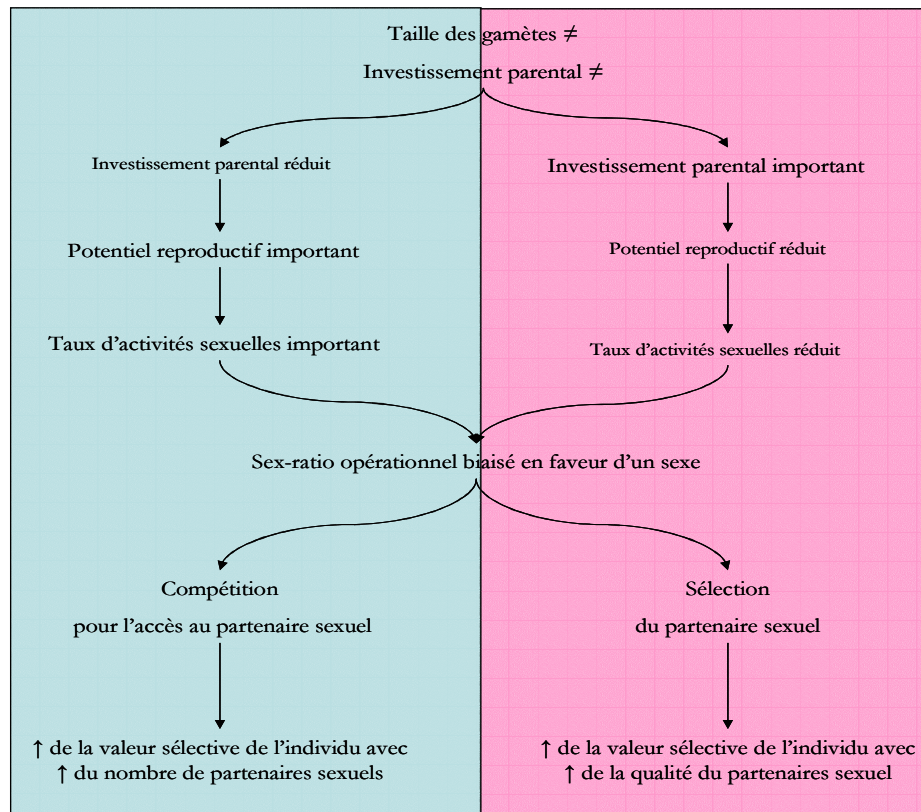 Taille des gamètes ≠
Investissement parental ≠
Investissement parental réduit
Investissement parental important
Potentiel reproductif important
Potentiel reproductif réduit
Taux d’activités sexuelles important
Taux d’activités sexuelles réduit
Sex-ratio opérationnel biaisé en faveur d’un sexe
Compétition
pour l’accès au partenaire sexuel
Sélection
du partenaire sexuel
↑ de la valeur sélective de l’individu avec
↑ du nombre de partenaires sexuels
↑ de la valeur sélective de l’individu avec
↑ de la qualité du partenaires sexuel